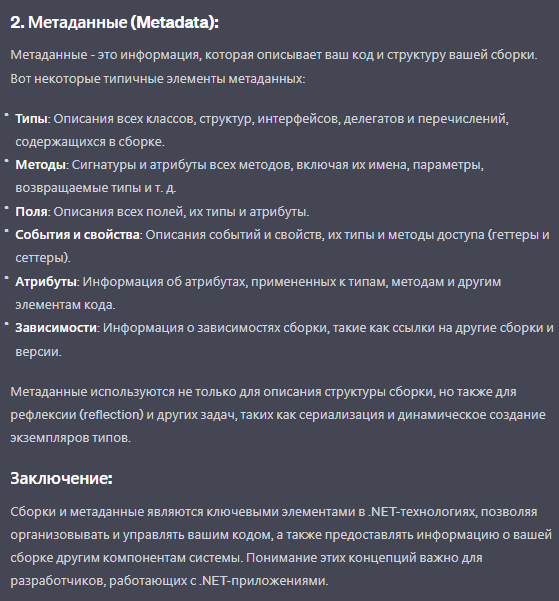 2. Метаданные (Metadata):
Метаданные - это информация, которая описывает ваш код и структуру вашей сборки.
Вот некоторые типичные элементы метаданных:
• Типы: Описания всех классов, структур, интерфейсов, делегатов и перечислений,
содержащихся в сборке.
• Методы: Сигнатуры и атрибуты всех методов, включая их имена, параметры,
возвращаемые типы и т. д.
• Поля: Описания всех полей, их типы и атрибуты.
• События и свойства: Описания событий и свойств, их типы и методы доступа (геттеры и
сеттеры).
• Атрибуты: Информация об атрибутах, примененных к типам, методам и другим
элементам кода.
• Зависимости: Информация о зависимостях сборки, такие как ссылки на другие сборки и
версии.
Метаданные используются не только для описания структуры сборки, но также для
рефлексии (reflection) и других задач, таких как сериализация и динамическое создание
экземпляров типов.
Заключение:
Сборки и метаданные являются ключевыми элементами в .NET-технологиях, позволяя
организовывать и управлять вашим кодом, а также предоставлять информацию о вашей
сборке другим компонентам системы. Понимание этих концепций важно для
разработчиков, работающих с .NET-приложениями.